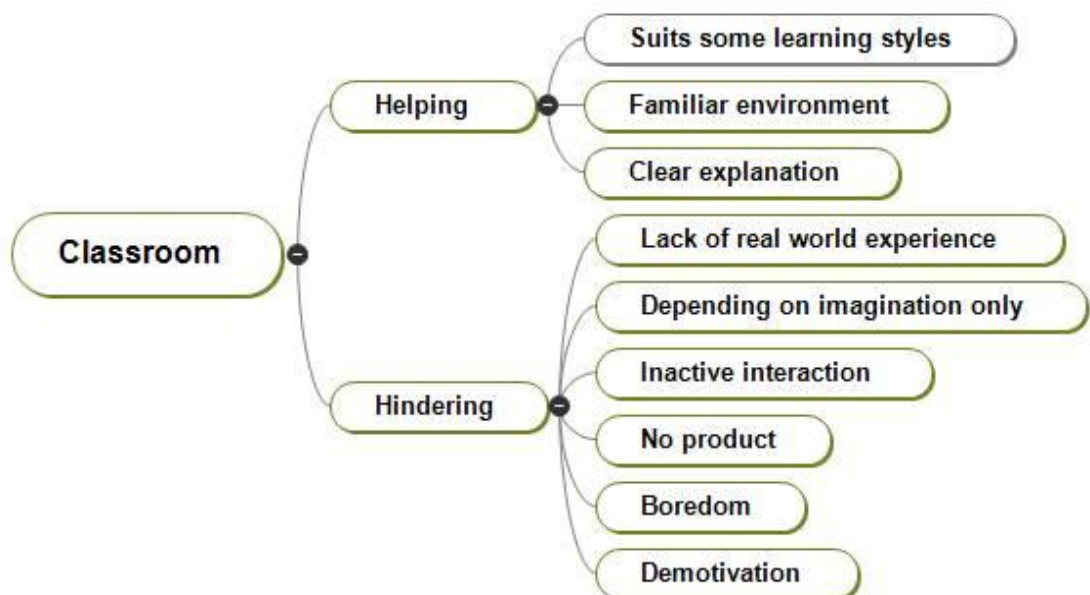 Classroom
Helping
Suits some learning styles
Familiar environment
Clear explanation
Hindering
Lack of real world experience
Depending on imagination only
Inactive interaction
No product
Boredom
Demotivation